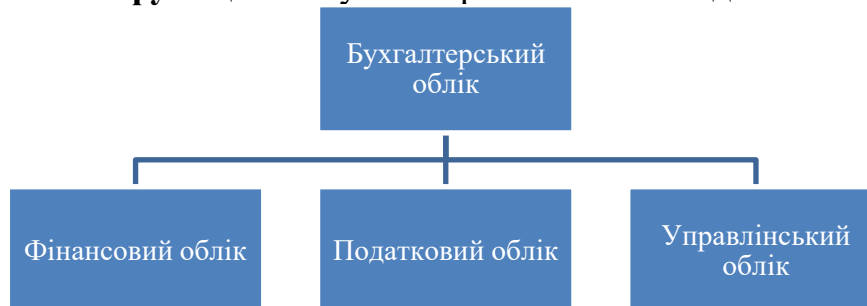 Бухгалтерський
облік
Фінансовий облік
Податковий облік
Управлінський
облік